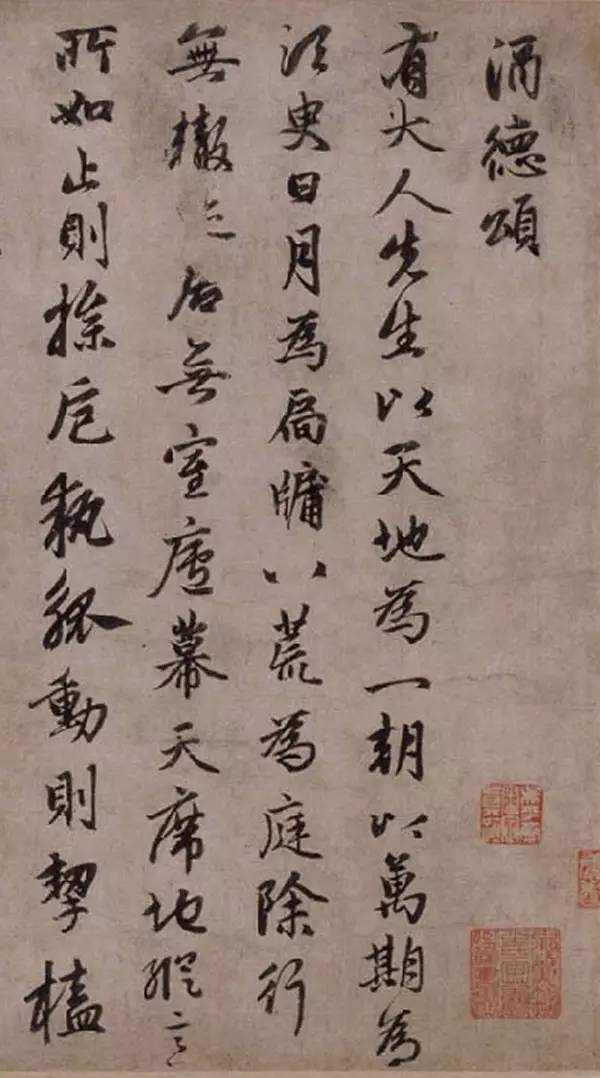 酒德頌
有大人先生以天地為一朝以萬期為
須臾日月為扃牖八荒為庭除行
無轍迹居無室廬幕天席地縱意
所如止則操卮執觚動則挈榼